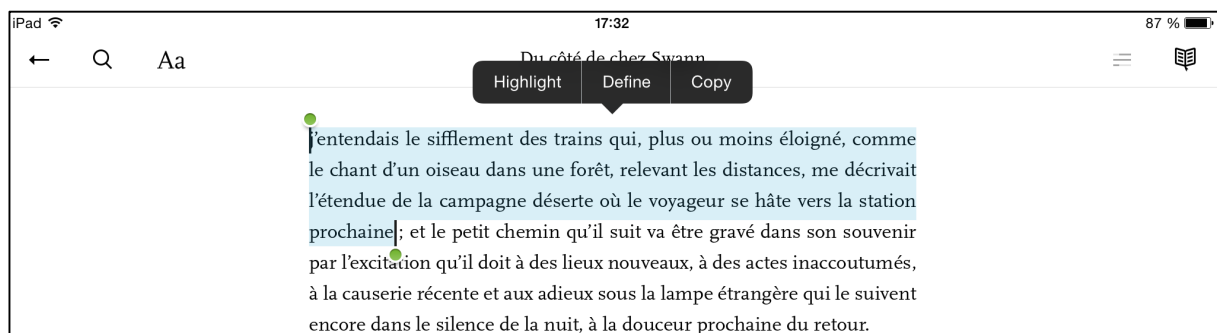 iPad 17:32 87 %
Aa Du côté de chez Swann
Highlight Define Copy
j’entendais le sifflement des trains qui, plus ou moins éloigné, comme
le chant d’un oiseau dans une forêt, relevant les distances, me décrivait
l’étendue de la campagne déserte où le voyageur se hâte vers la station
prochaine ; et le petit chemin qu’il suit va être gravé dans son souvenir
par l’excitation qu’il doit à des lieux nouveaux, à des actes inaccoutumés,
à la causerie récente et aux adieux sous la lampe étrangère qui le suivent
encore dans le silence de la nuit, à la douceur prochaine du retour.